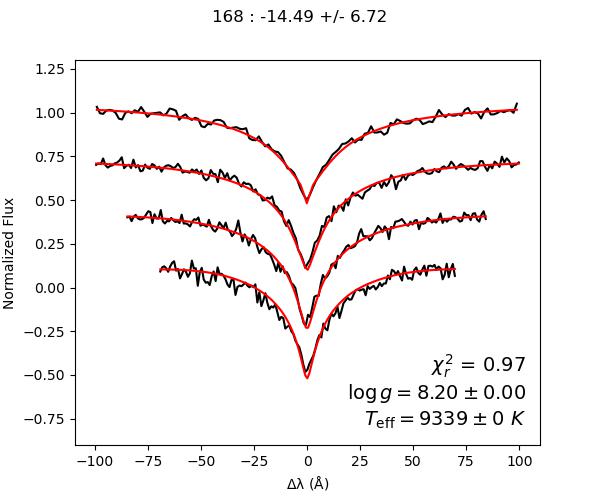 168 : -14.49 +/- 6.72
1.25
1.00
0.75
0.50
0.25
0.00
−0.25
−0.50
−0.75
Normalized Flux
χ²ᵣ = 0.97
log g = 8.20 ± 0.00
T_eff = 9339 ± 0 K
−100 −75 −50 −25 0 25 50 75 100
Δλ (Å)